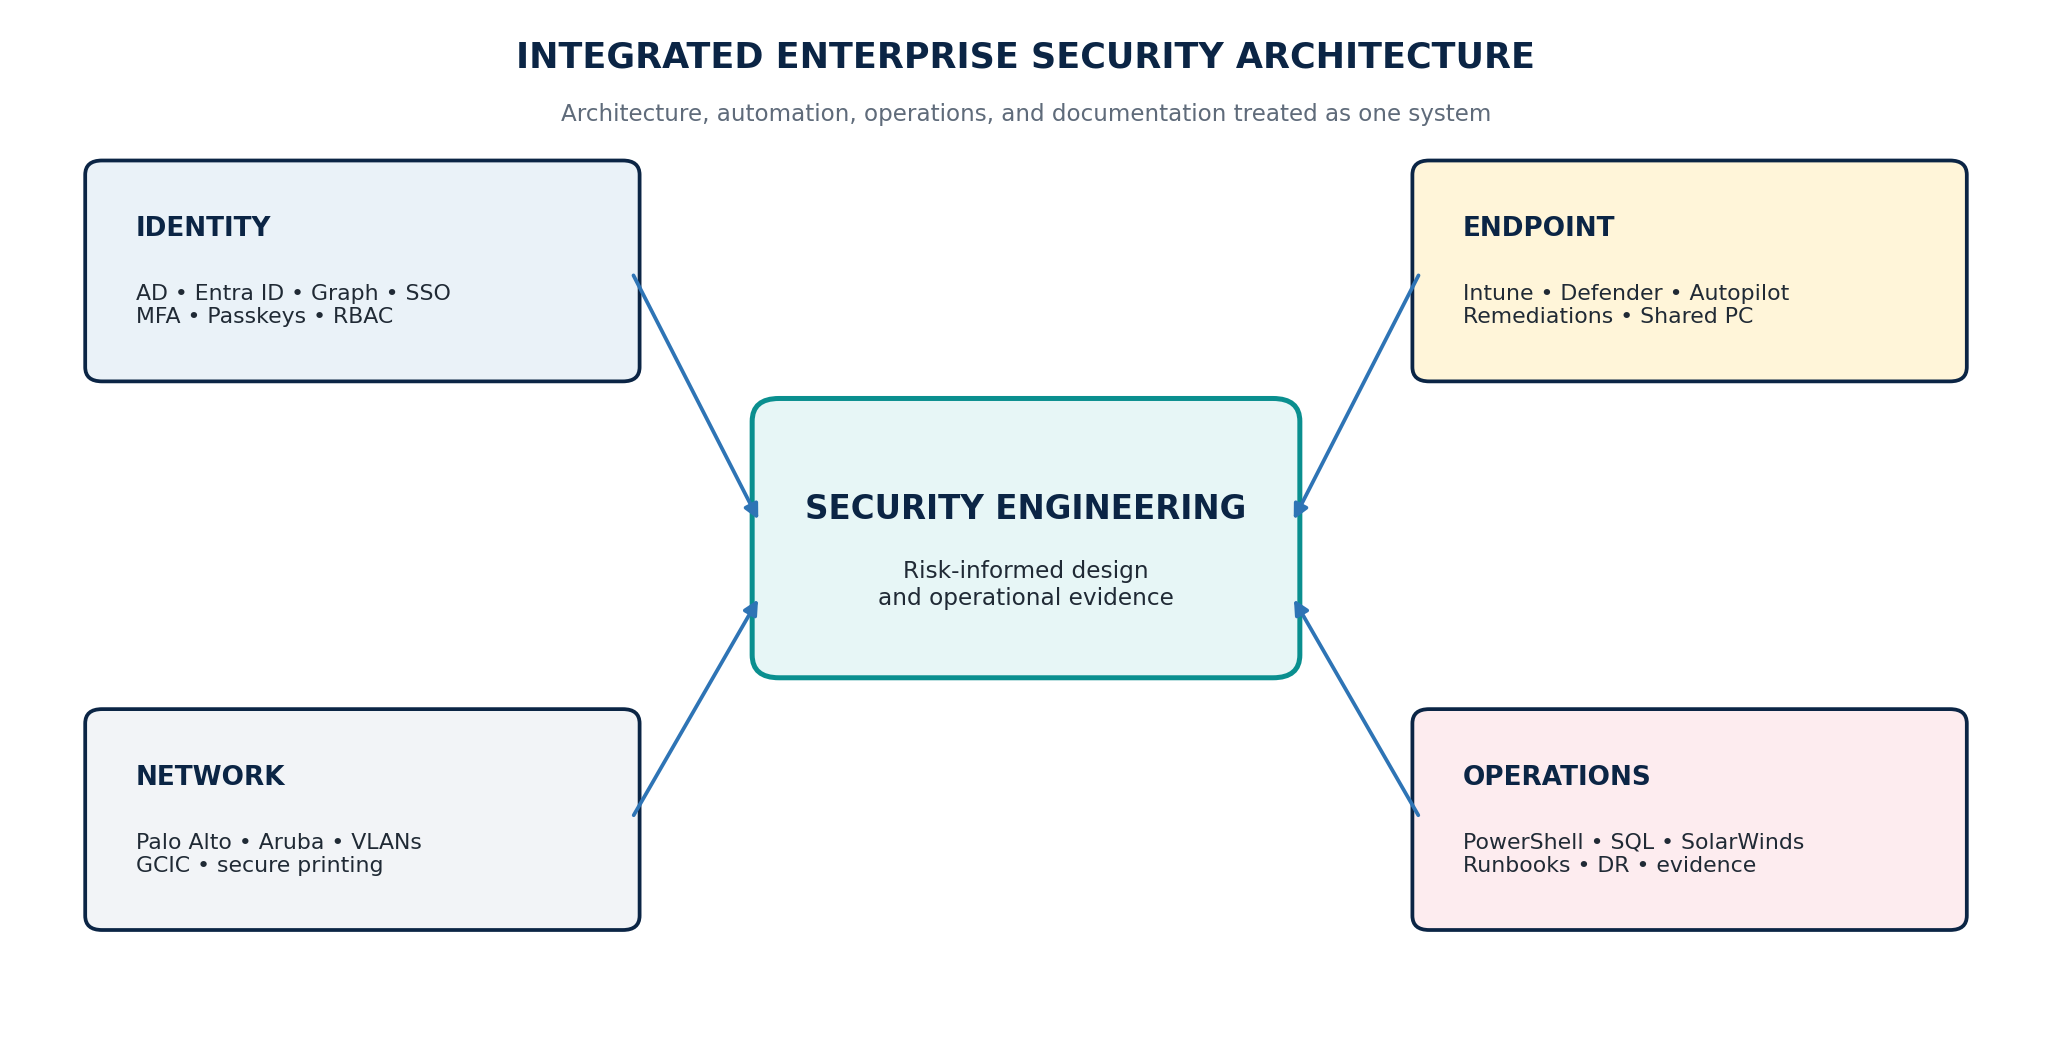 INTEGRATED ENTERPRISE SECURITY ARCHITECTURE
Architecture, automation, operations, and documentation treated as one system
IDENTITY
AD • Entra ID • Graph • SSO
MFA • Passkeys • RBAC
ENDPOINT
Intune • Defender • Autopilot
Remediations • Shared PC
SECURITY ENGINEERING
Risk-informed design
and operational evidence
NETWORK
Palo Alto • Aruba • VLANs
GCIC • secure printing
OPERATIONS
PowerShell • SQL • SolarWinds
Runbooks • DR • evidence